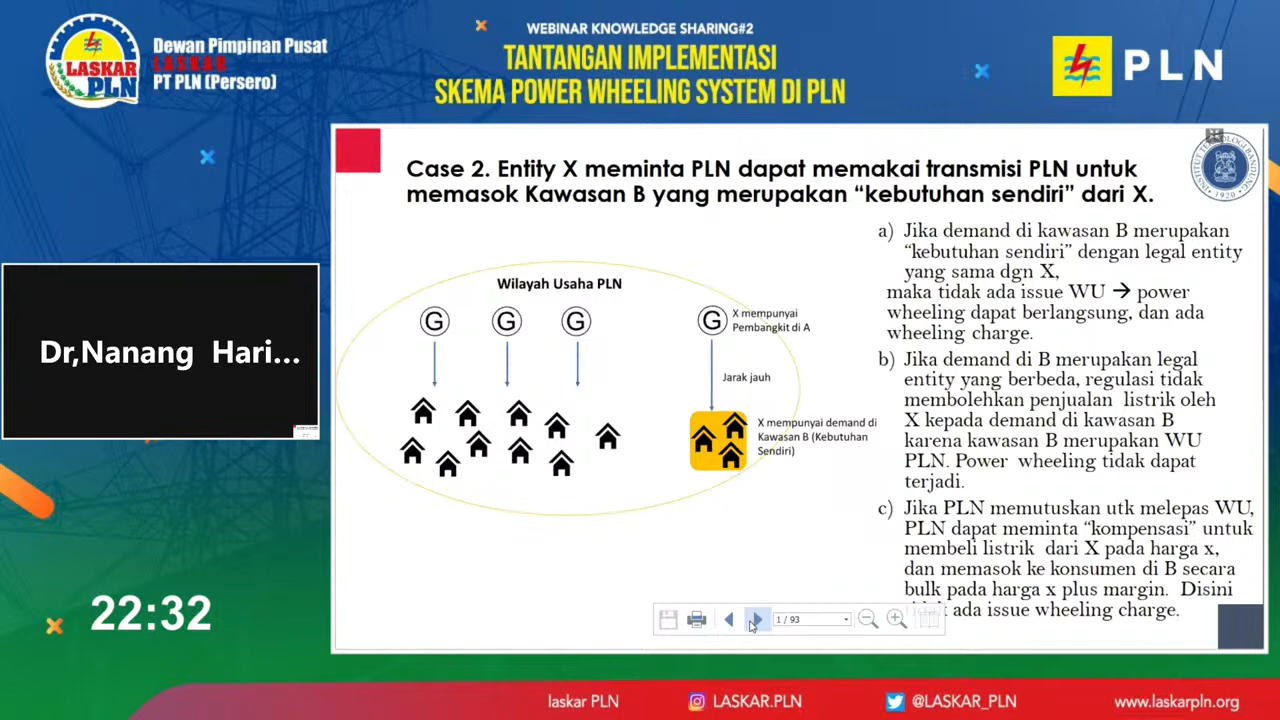 LASKAR
PLN
Dewan Pimpinan Pusat
LASKAR
PT PLN (Persero)
WEBINAR KNOWLEDGE SHARING#2
TANTANGAN IMPLEMENTASI
SKEMA POWER WHEELING SYSTEM DI PLN
PLN
Case 2. Entity X meminta PLN dapat memakai transmisi PLN untuk
memasok Kawasan B yang merupakan “kebutuhan sendiri” dari X.
INSTITUT TEKNOLOGI BANDUNG
1920
Wilayah Usaha PLN
G
G
G
G
X mempunyai
Pembangkit di A
Jarak jauh
X mempunyai demand di
Kawasan B (Kebutuhan
Sendiri)
a) Jika demand di kawasan B merupakan
“kebutuhan sendiri” dengan legal entity
yang sama dgn X,
maka tidak ada issue WU → power
wheeling dapat berlangsung, dan ada
wheeling charge.
b) Jika demand di B merupakan legal
entity yang berbeda, regulasi tidak
membolehkan penjualan listrik oleh
X kepada demand di kawasan B
karena kawasan B merupakan WU
PLN. Power wheeling tidak dapat
terjadi.
c) Jika PLN memutuskan utk melepas WU,
PLN dapat meminta “kompensasi” untuk
membeli listrik dari X pada harga x,
dan memasok ke konsumen di B secara
bulk pada harga x plus margin. Disini
ada issue wheeling charge.
1 / 93
Dr,Nanang Hari...
22:32
laskar PLN
LASKAR.PLN
@LASKAR_PLN
www.laskarpln.org